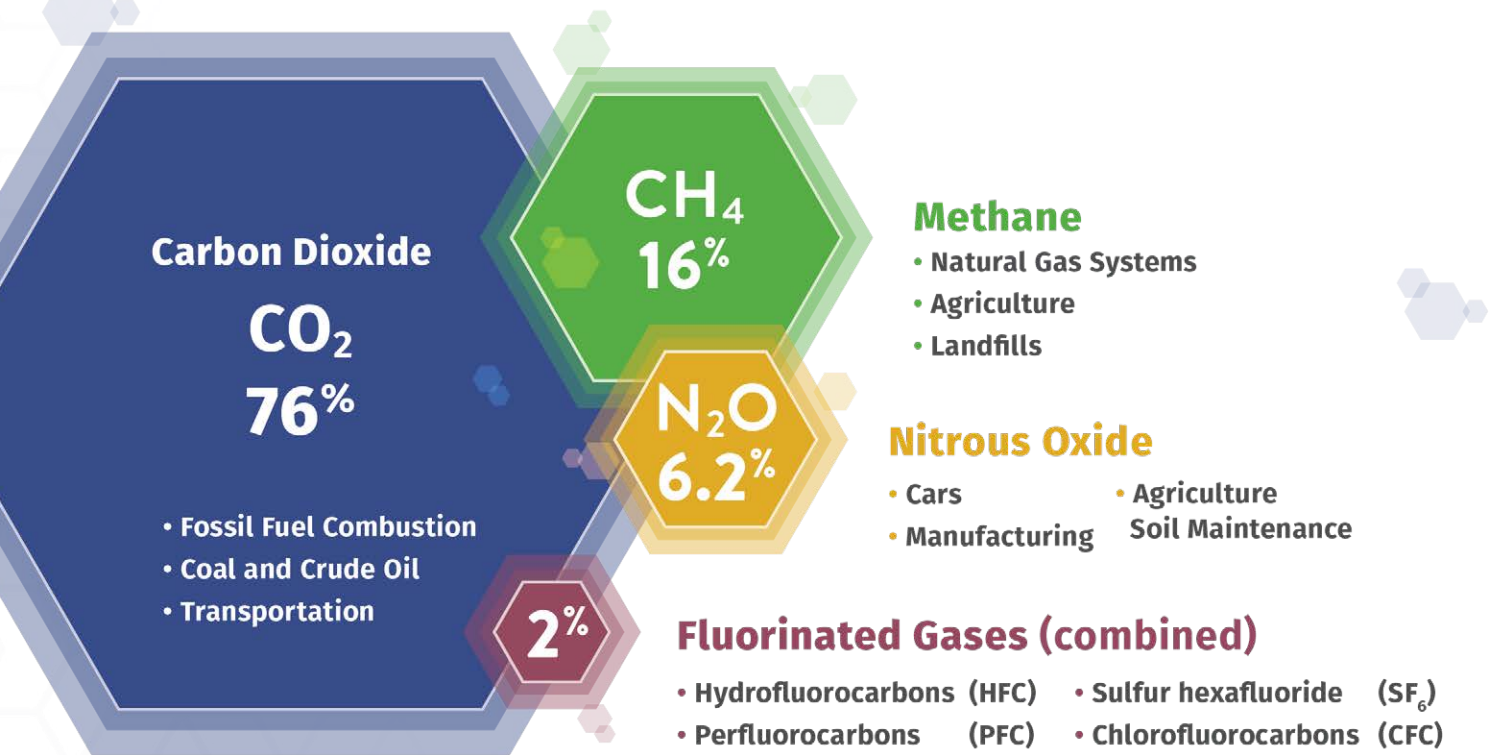 Carbon Dioxide
CO₂
76%
• Fossil Fuel Combustion
• Coal and Crude Oil
• Transportation
CH₄
16%
Methane
• Natural Gas Systems
• Agriculture
• Landfills
N₂O
6.2%
Nitrous Oxide
• Cars
• Manufacturing
• Agriculture
Soil Maintenance
2%
Fluorinated Gases (combined)
• Hydrofluorocarbons (HFC)
• Perfluorocarbons (PFC)
• Sulfur hexafluoride (SF₆)
• Chlorofluorocarbons (CFC)